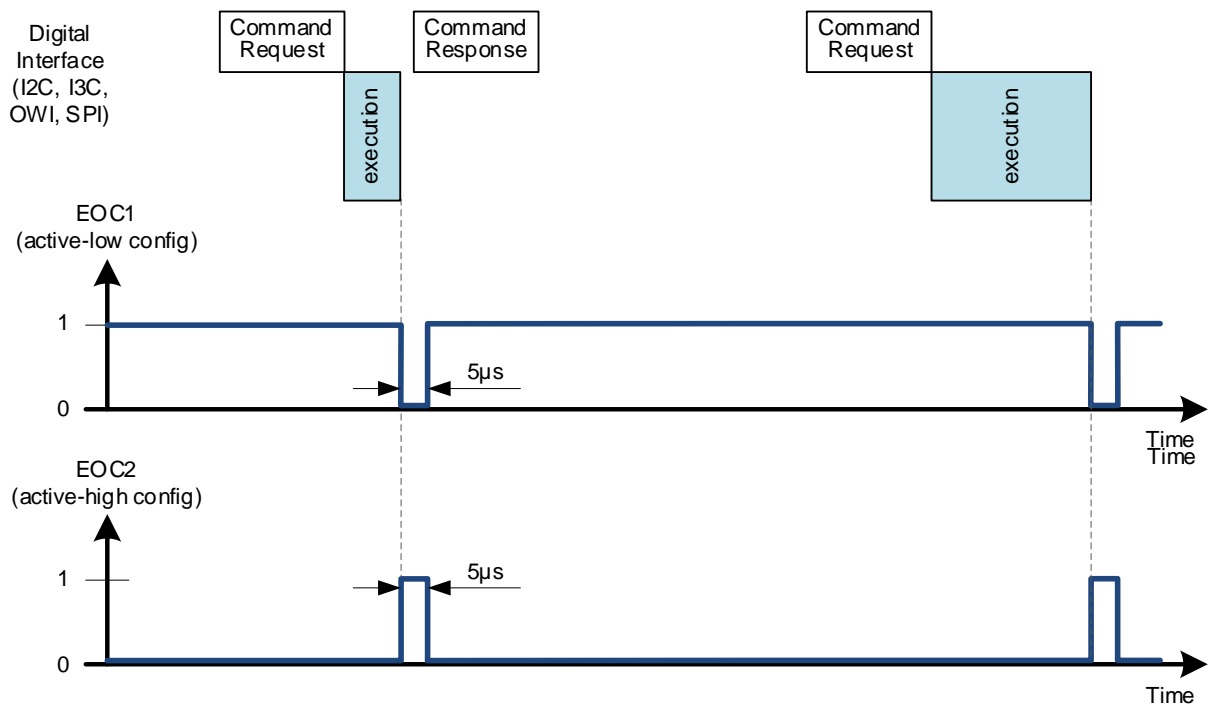 Digital
Interface
(I2C, I3C,
OWI, SPI)
Command
Request
Command
Response
Command
Request
execution
execution
EOC1
(active-low config)
1
5µs
0
Time
Time
EOC2
(active-high config)
1
5µs
0
Time